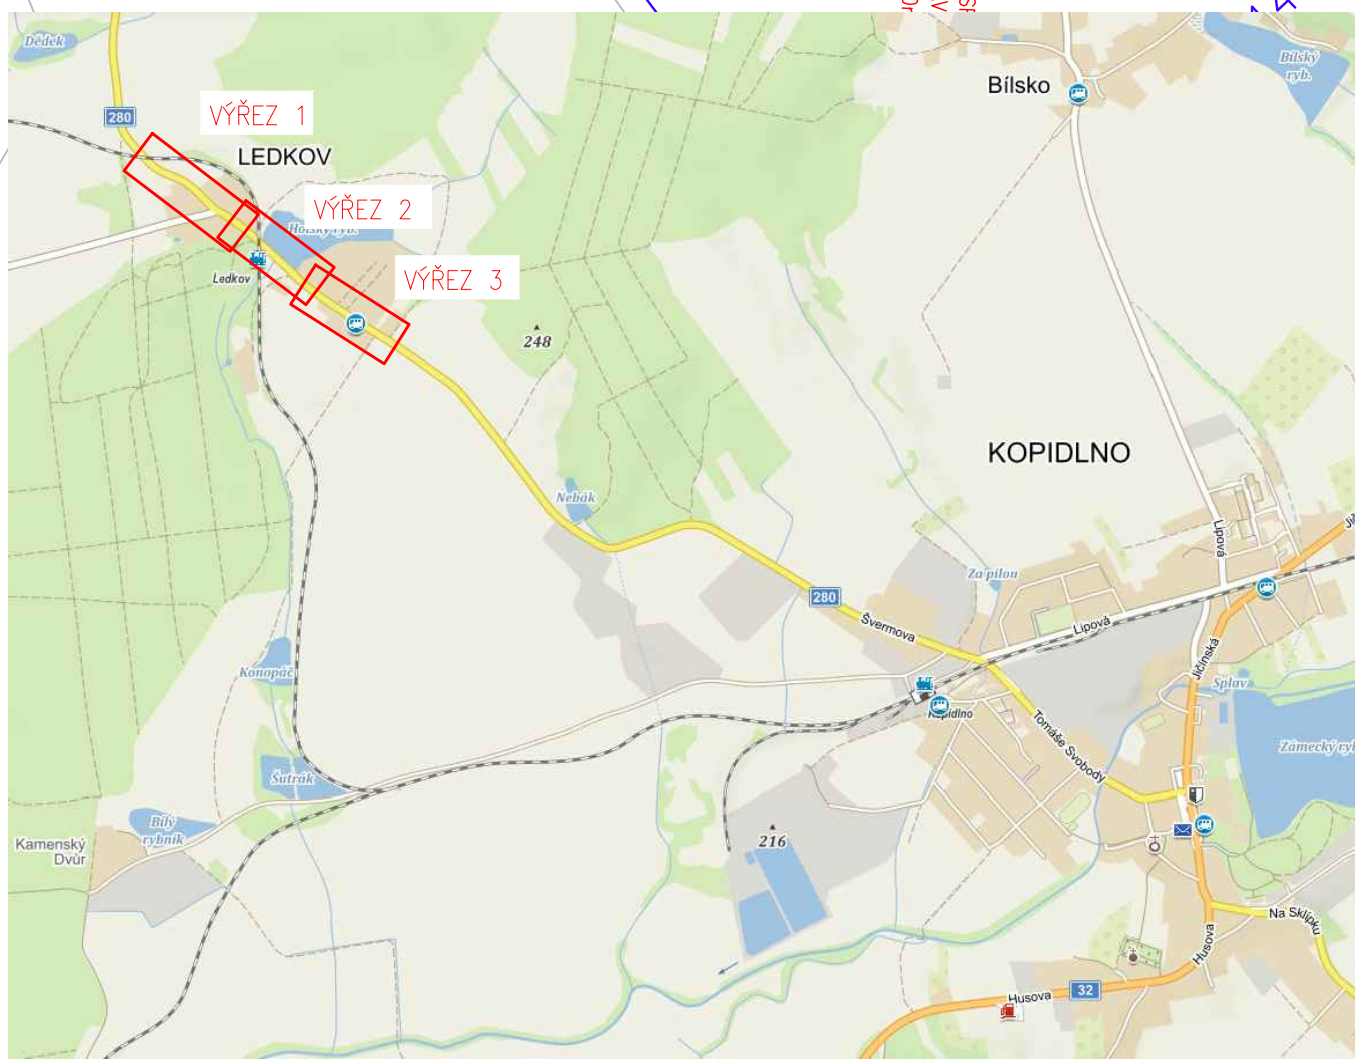 Dědek
Bílský
ryb.
Bílsko
280
VÝŘEZ 1
LEDKOV
VÝŘEZ 2
Holský ryb.
Ledkov
VÝŘEZ 3
248
KOPIDLNO
Nebák
Lipová
Za pilou
280
Švermova
Lipová
Jičínská
Konopáč
Splav
Kopidlno
Tomáše Svobody
Zámecký
Šutrák
Bílý
rybník
Kamenský
Dvůr
216
Na Sklípku
Husova
Husova
32